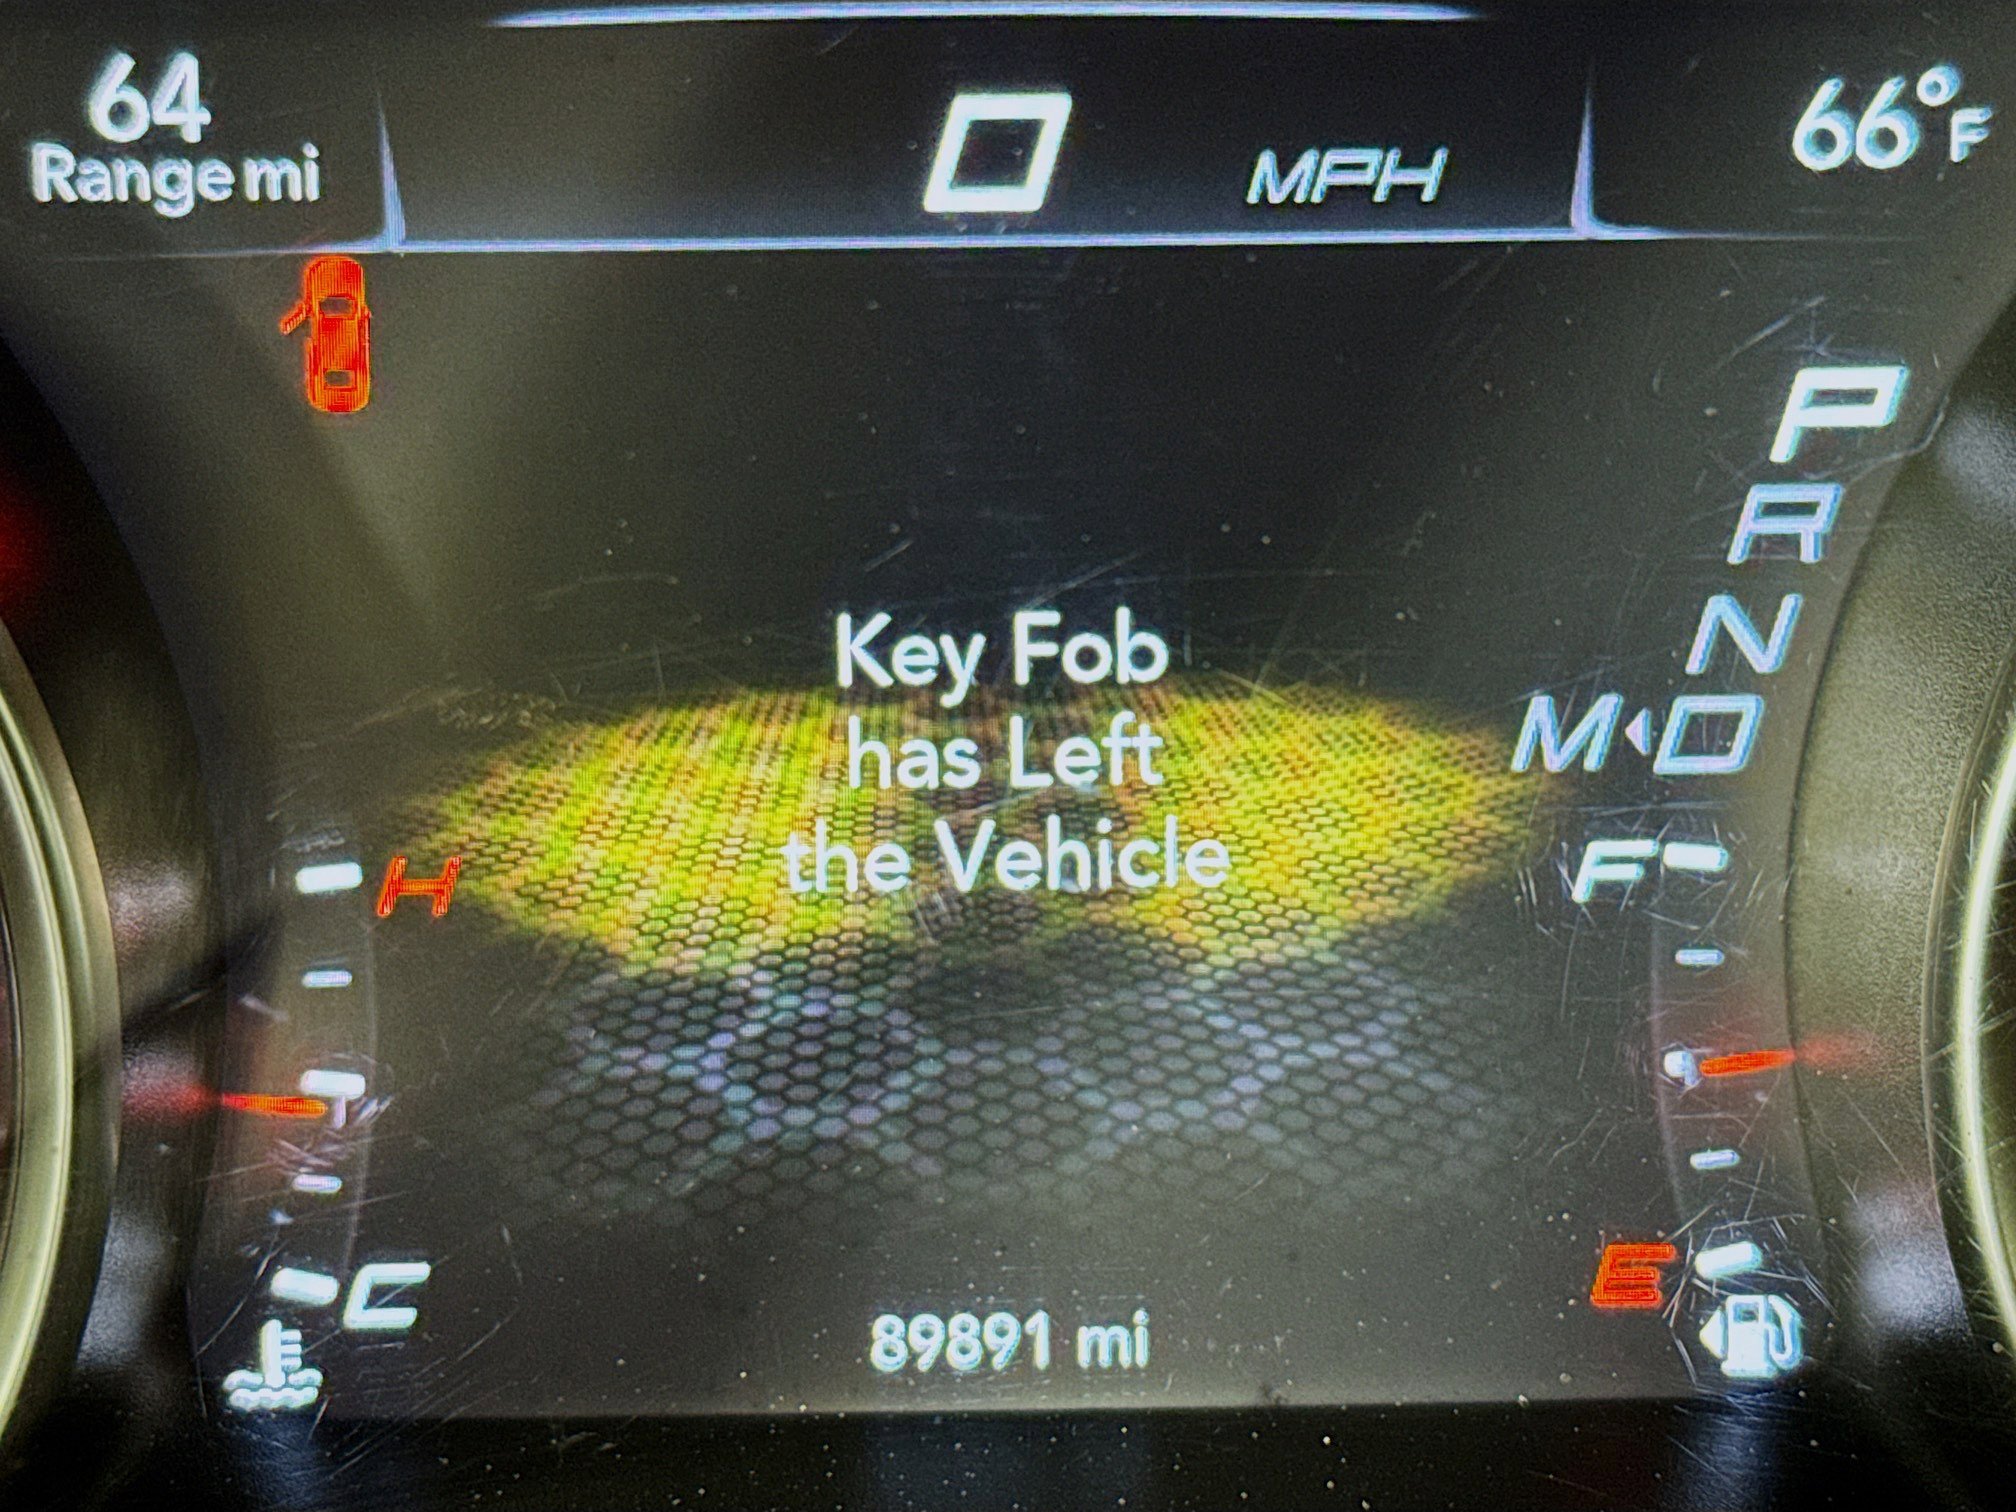 64
Range mi
0 MPH
66°F
P
R
N
M D
Key Fob
has Left
the Vehicle
H
F
C
E
89891 mi